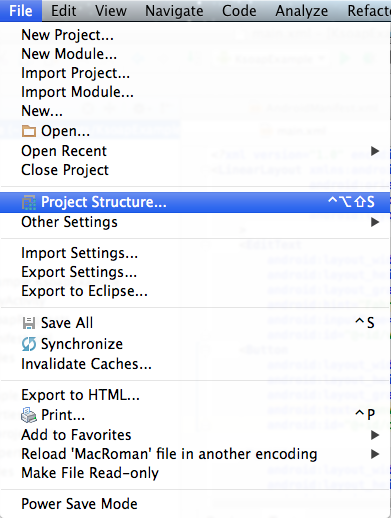 File Edit View Navigate Code Analyze Refac
New Project...
New Module...
Import Project...
Import Module...
New...
Open...
Open Recent
Close Project
Project Structure... ⌃⌥⇧S
Other Settings
Import Settings...
Export Settings...
Export to Eclipse...
Save All ⌃S
Synchronize
Invalidate Caches...
Export to HTML...
Print... ⌃P
Add to Favorites
Reload 'MacRoman' file in another encoding
Make File Read-only
Power Save Mode